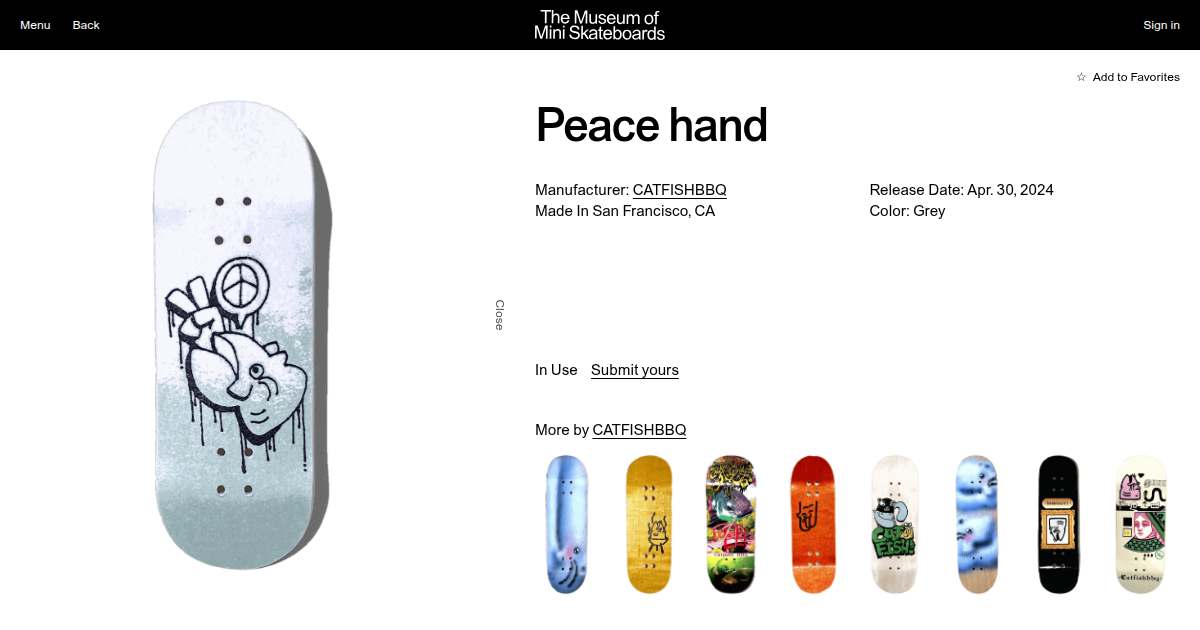 Menu
Back
The Museum of
Mini Skateboards
Sign in
☆ Add to Favorites
Peace hand
Manufacturer: CATFISHBBQ
Made In San Francisco, CA
Release Date: Apr. 30, 2024
Color: Grey
Close
In Use
Submit yours
More by CATFISHBBQ